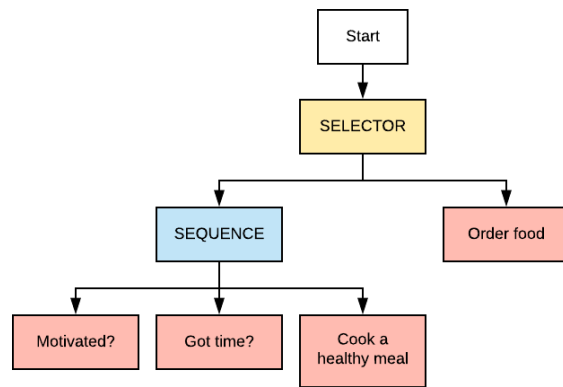 Start
SELECTOR
SEQUENCE
Order food
Motivated?
Got time?
Cook a
healthy meal